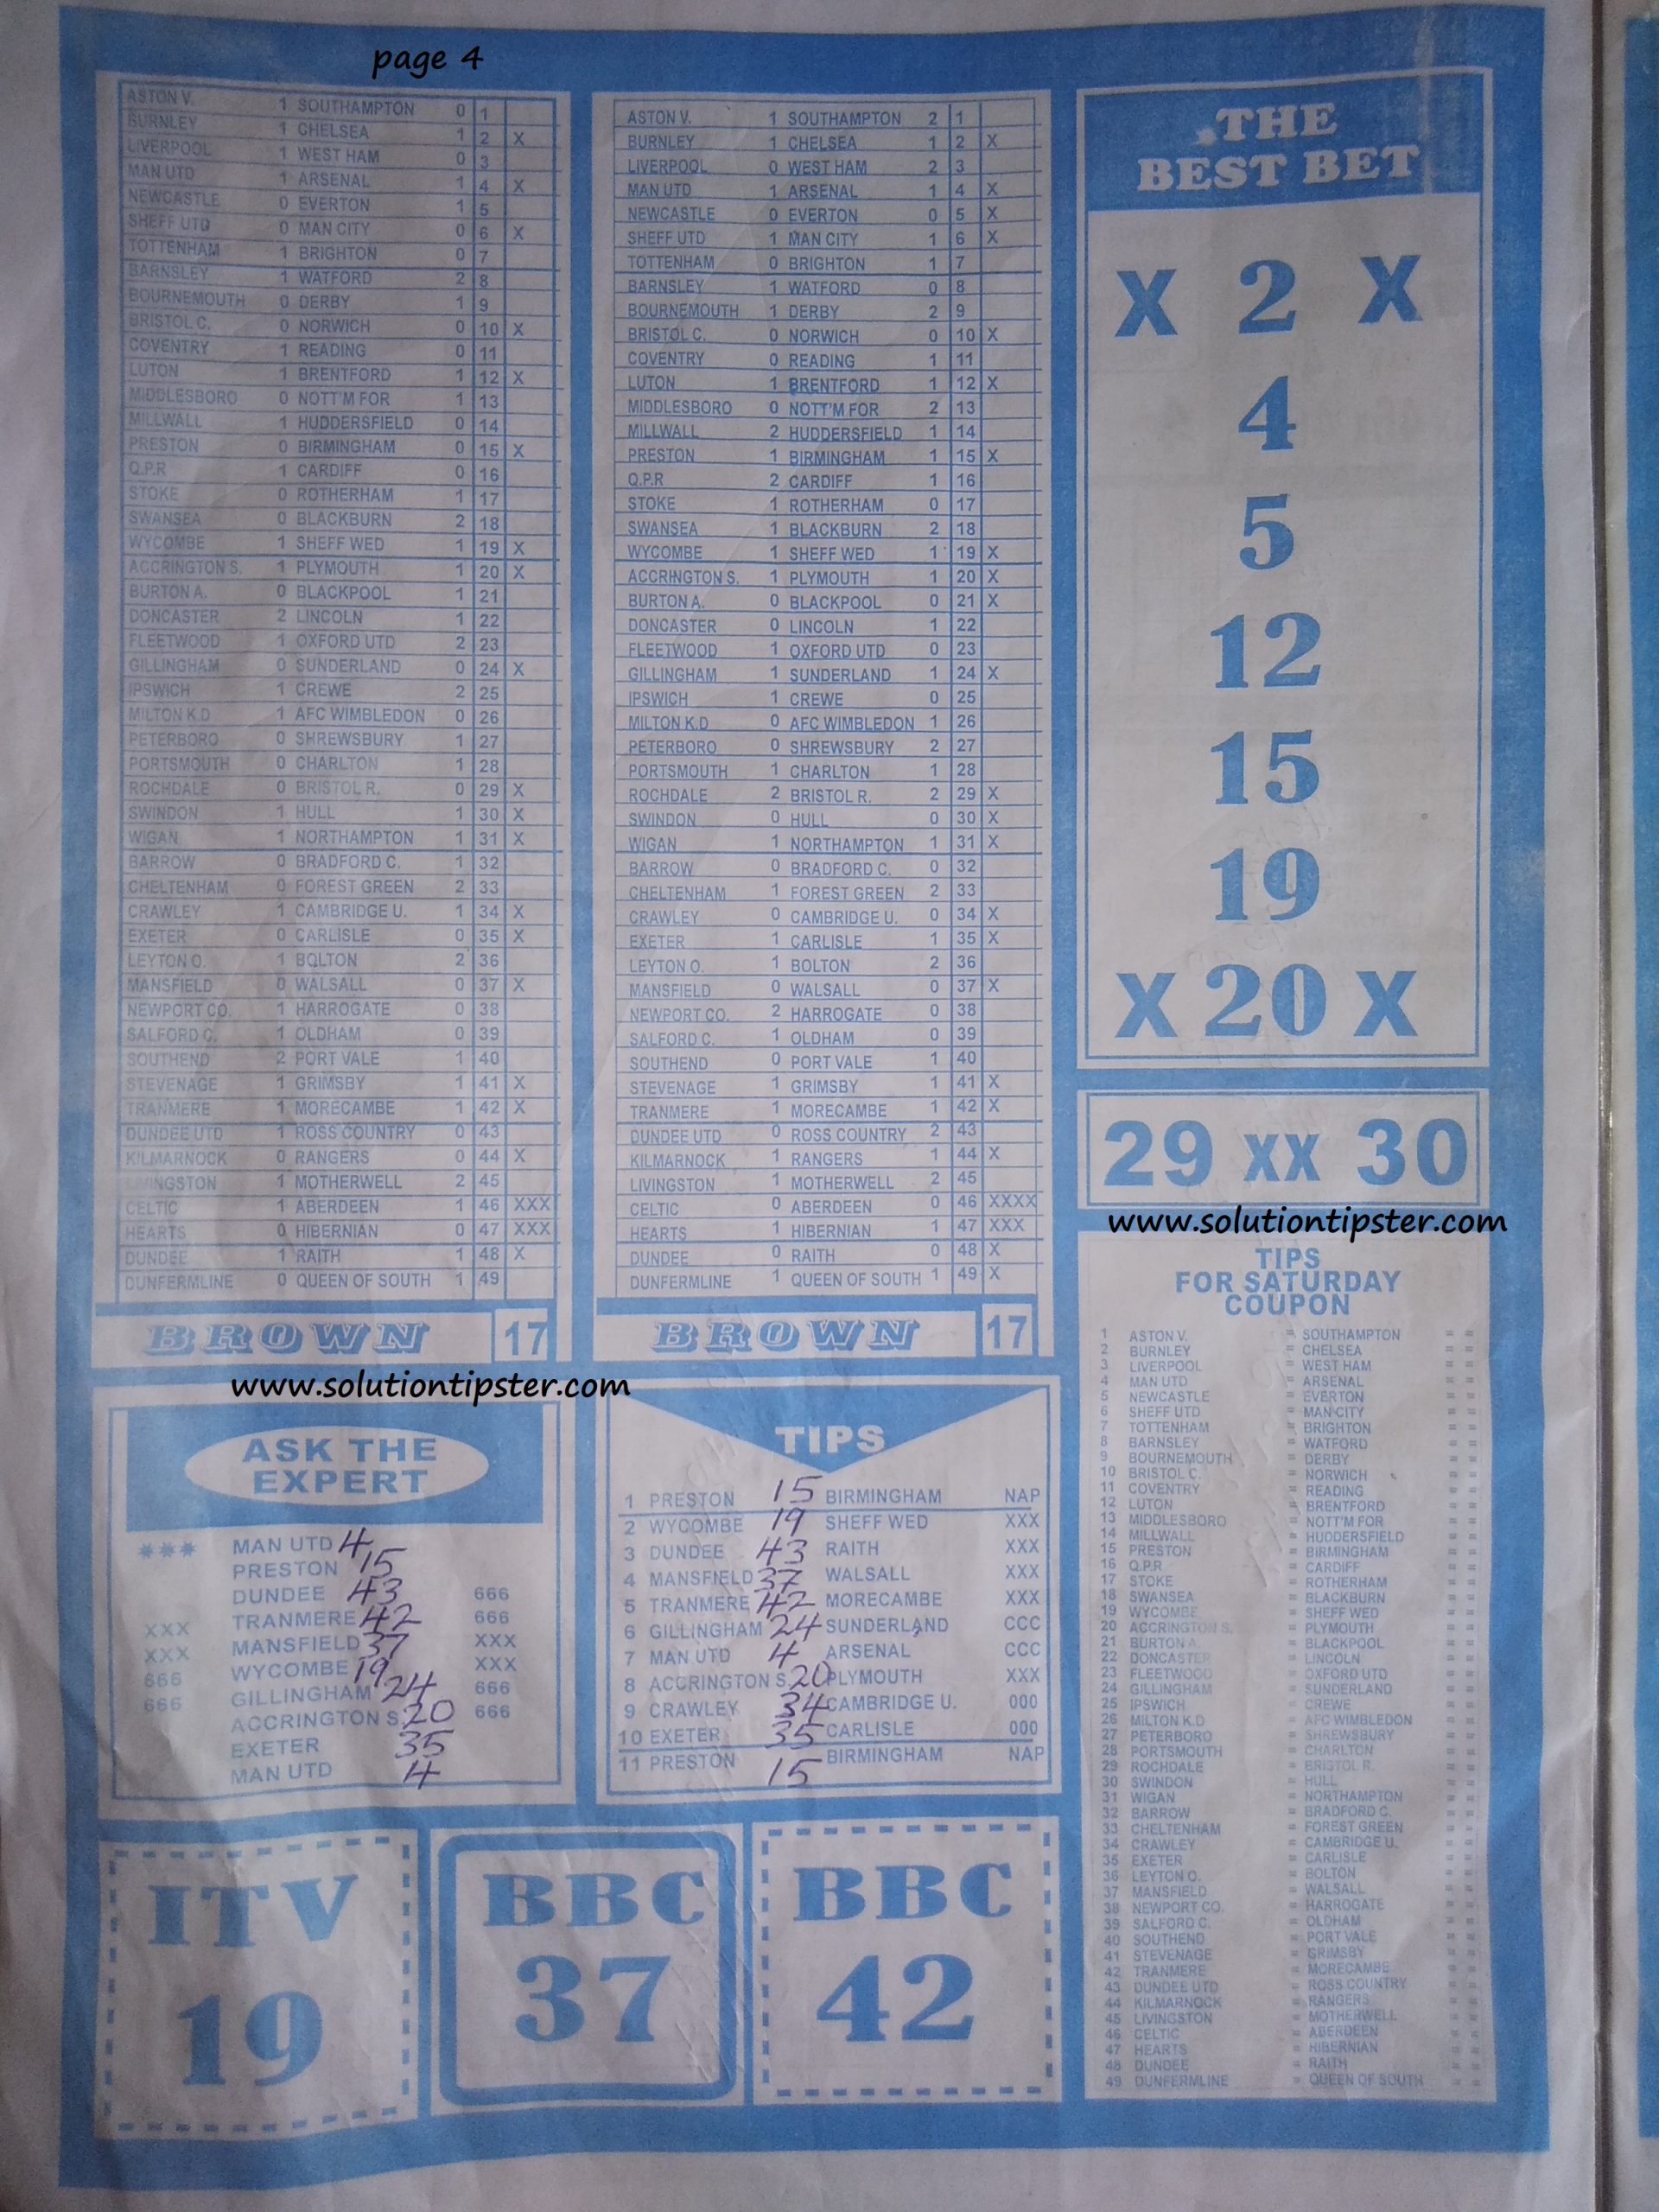 page 4
ASTON V. 1 SOUTHAMPTON 0 1
BURNLEY 1 CHELSEA 1 2 X
LIVERPOOL 1 WEST HAM 0 3
MAN UTD 1 ARSENAL 1 4 X
NEWCASTLE 0 EVERTON 1 5
SHEFF UTD 0 MAN CITY 0 6 X
TOTTENHAM 1 BRIGHTON 0 7
BARNSLEY 1 WATFORD 2 8
BOURNEMOUTH 0 DERBY 1 9
BRISTOL C. 0 NORWICH 0 10 X
COVENTRY 1 READING 0 11
LUTON 1 BRENTFORD 1 12 X
MIDDLESBORO 0 NOTT'M FOR 1 13
MILLWALL 1 HUDDERSFIELD 0 14
PRESTON 0 BIRMINGHAM 0 15 X
Q.P.R 1 CARDIFF 0 16
STOKE 0 ROTHERHAM 1 17
SWANSEA 0 BLACKBURN 2 18
WYCOMBE 1 SHEFF WED 1 19 X
ACCRINGTON S. 1 PLYMOUTH 1 20 X
BURTON A. 0 BLACKPOOL 1 21
DONCASTER 2 LINCOLN 1 22
FLEETWOOD 1 OXFORD UTD 2 23
GILLINGHAM 0 SUNDERLAND 0 24 X
IPSWICH 1 CREWE 2 25
MILTON K.D 1 AFC WIMBLEDON 0 26
PETERBORO 0 SHREWSBURY 1 27
PORTSMOUTH 0 CHARLTON 1 28
ROCHDALE 0 BRISTOL R. 0 29 X
SWINDON 1 HULL 1 30 X
WIGAN 1 NORTHAMPTON 1 31 X
BARROW 0 BRADFORD C. 1 32
CHELTENHAM 0 FOREST GREEN 2 33
CRAWLEY 1 CAMBRIDGE U. 1 34 X
EXETER 0 CARLISLE 0 35 X
LEYTON O. 1 BOLTON 2 36
MANSFIELD 0 WALSALL 0 37 X
NEWPORT CO. 1 HARROGATE 0 38
SALFORD C. 1 OLDHAM 0 39
SOUTHEND 2 PORT VALE 1 40
STEVENAGE 1 GRIMSBY 1 41 X
TRANMERE 1 MORECAMBE 1 42 X
DUNDEE UTD 1 ROSS COUNTRY 0 43
KILMARNOCK 0 RANGERS 0 44 X
LIVINGSTON 1 MOTHERWELL 2 45
CELTIC 1 ABERDEEN 1 46 XXX
HEARTS 0 HIBERNIAN 0 47 XXX
DUNDEE 1 RAITH 1 48 X
DUNFERMLINE 0 QUEEN OF SOUTH 1 49
BROWN 17
ASTON V. 1 SOUTHAMPTON 2 1
BURNLEY 1 CHELSEA 1 2 X
LIVERPOOL 0 WEST HAM 2 3
MAN UTD 1 ARSENAL 1 4 X
NEWCASTLE 0 EVERTON 0 5 X
SHEFF UTD 1 MAN CITY 1 6 X
TOTTENHAM 0 BRIGHTON 1 7
BARNSLEY 1 WATFORD 0 8
BOURNEMOUTH 1 DERBY 2 9
BRISTOL C. 0 NORWICH 0 10 X
COVENTRY 0 READING 1 11
LUTON 1 BRENTFORD 1 12 X
MIDDLESBORO 0 NOTT'M FOR 2 13
MILLWALL 2 HUDDERSFIELD 1 14
PRESTON 1 BIRMINGHAM 1 15 X
Q.P.R 2 CARDIFF 1 16
STOKE 1 ROTHERHAM 0 17
SWANSEA 1 BLACKBURN 2 18
WYCOMBE 1 SHEFF WED 1 19 X
ACCRINGTON S. 1 PLYMOUTH 1 20 X
BURTON A. 0 BLACKPOOL 0 21 X
DONCASTER 0 LINCOLN 1 22
FLEETWOOD 1 OXFORD UTD 0 23
GILLINGHAM 1 SUNDERLAND 1 24 X
IPSWICH 1 CREWE 0 25
MILTON K.D 0 AFC WIMBLEDON 1 26
PETERBORO 0 SHREWSBURY 2 27
PORTSMOUTH 1 CHARLTON 1 28
ROCHDALE 2 BRISTOL R. 2 29 X
SWINDON 0 HULL 0 30 X
WIGAN 1 NORTHAMPTON 1 31 X
BARROW 0 BRADFORD C. 0 32
CHELTENHAM 1 FOREST GREEN 2 33
CRAWLEY 0 CAMBRIDGE U. 0 34 X
EXETER 1 CARLISLE 1 35 X
LEYTON O. 1 BOLTON 2 36
MANSFIELD 0 WALSALL 0 37 X
NEWPORT CO. 2 HARROGATE 0 38
SALFORD C. 1 OLDHAM 0 39
SOUTHEND 0 PORT VALE 1 40
STEVENAGE 1 GRIMSBY 1 41 X
TRANMERE 1 MORECAMBE 1 42 X
DUNDEE UTD 0 ROSS COUNTRY 2 43
KILMARNOCK 1 RANGERS 1 44 X
LIVINGSTON 1 MOTHERWELL 2 45
CELTIC 0 ABERDEEN 0 46 XXXX
HEARTS 1 HIBERNIAN 1 47 XXX
DUNDEE 0 RAITH 0 48 X
DUNFERMLINE 1 QUEEN OF SOUTH 1 49 X
BROWN 17
THE
BEST BET
X 2 X
4
5
12
15
19
X 20 X
29 XX 30
www.solutiontipster.com
www.solutiontipster.com
ASK THE
EXPERT
*** MAN UTD 4
PRESTON 15
DUNDEE 43 666
XXX TRANMERE 42 666
XXX MANSFIELD 37 XXX
666 WYCOMBE 19 XXX
666 GILLINGHAM 24 666
ACCRINGTON S. 20 666
EXETER 35
MAN UTD 4
TIPS
1 PRESTON 15 BIRMINGHAM NAP
2 WYCOMBE 19 SHEFF WED XXX
3 DUNDEE 43 RAITH XXX
4 MANSFIELD 37 WALSALL XXX
5 TRANMERE 42 MORECAMBE XXX
6 GILLINGHAM 24 SUNDERLAND CCC
7 MAN UTD 4 ARSENAL CCC
8 ACCRINGTON S. 20 PLYMOUTH XXX
9 CRAWLEY 34 CAMBRIDGE U. 000
10 EXETER 35 CARLISLE 000
11 PRESTON 15 BIRMINGHAM NAP
ITV
19
BBC
37
BBC
42
TIPS
FOR SATURDAY
COUPON
1 ASTON V. = SOUTHAMPTON = =
2 BURNLEY = CHELSEA = =
3 LIVERPOOL = WEST HAM = =
4 MAN UTD = ARSENAL = =
5 NEWCASTLE = EVERTON = =
6 SHEFF UTD = MAN CITY = =
7 TOTTENHAM = BRIGHTON = =
8 BARNSLEY = WATFORD = =
9 BOURNEMOUTH = DERBY = =
10 BRISTOL C. = NORWICH = =
11 COVENTRY = READING = =
12 LUTON = BRENTFORD = =
13 MIDDLESBORO = NOTT'M FOR = =
14 MILLWALL = HUDDERSFIELD = =
15 PRESTON = BIRMINGHAM = =
16 Q.P.R = CARDIFF = =
17 STOKE = ROTHERHAM = =
18 SWANSEA = BLACKBURN = =
19 WYCOMBE = SHEFF WED = =
20 ACCRINGTON S. = PLYMOUTH = =
21 BURTON A. = BLACKPOOL = =
22 DONCASTER = LINCOLN = =
23 FLEETWOOD = OXFORD UTD = =
24 GILLINGHAM = SUNDERLAND = =
25 IPSWICH = CREWE = =
26 MILTON K.D = AFC WIMBLEDON = =
27 PETERBORO = SHREWSBURY = =
28 PORTSMOUTH = CHARLTON = =
29 ROCHDALE = BRISTOL R. = =
30 SWINDON = HULL = =
31 WIGAN = NORTHAMPTON = =
32 BARROW = BRADFORD C. = =
33 CHELTENHAM = FOREST GREEN = =
34 CRAWLEY = CAMBRIDGE U. = =
35 EXETER = CARLISLE = =
36 LEYTON O. = BOLTON = =
37 MANSFIELD = WALSALL = =
38 NEWPORT CO. = HARROGATE = =
39 SALFORD C. = OLDHAM = =
40 SOUTHEND = PORT VALE = =
41 STEVENAGE = GRIMSBY = =
42 TRANMERE = MORECAMBE = =
43 DUNDEE UTD = ROSS COUNTRY = =
44 KILMARNOCK = RANGERS = =
45 LIVINGSTON = MOTHERWELL = =
46 CELTIC = ABERDEEN = =
47 HEARTS = HIBERNIAN = =
48 DUNDEE = RAITH = =
49 DUNFERMLINE = QUEEN OF SOUTH = =